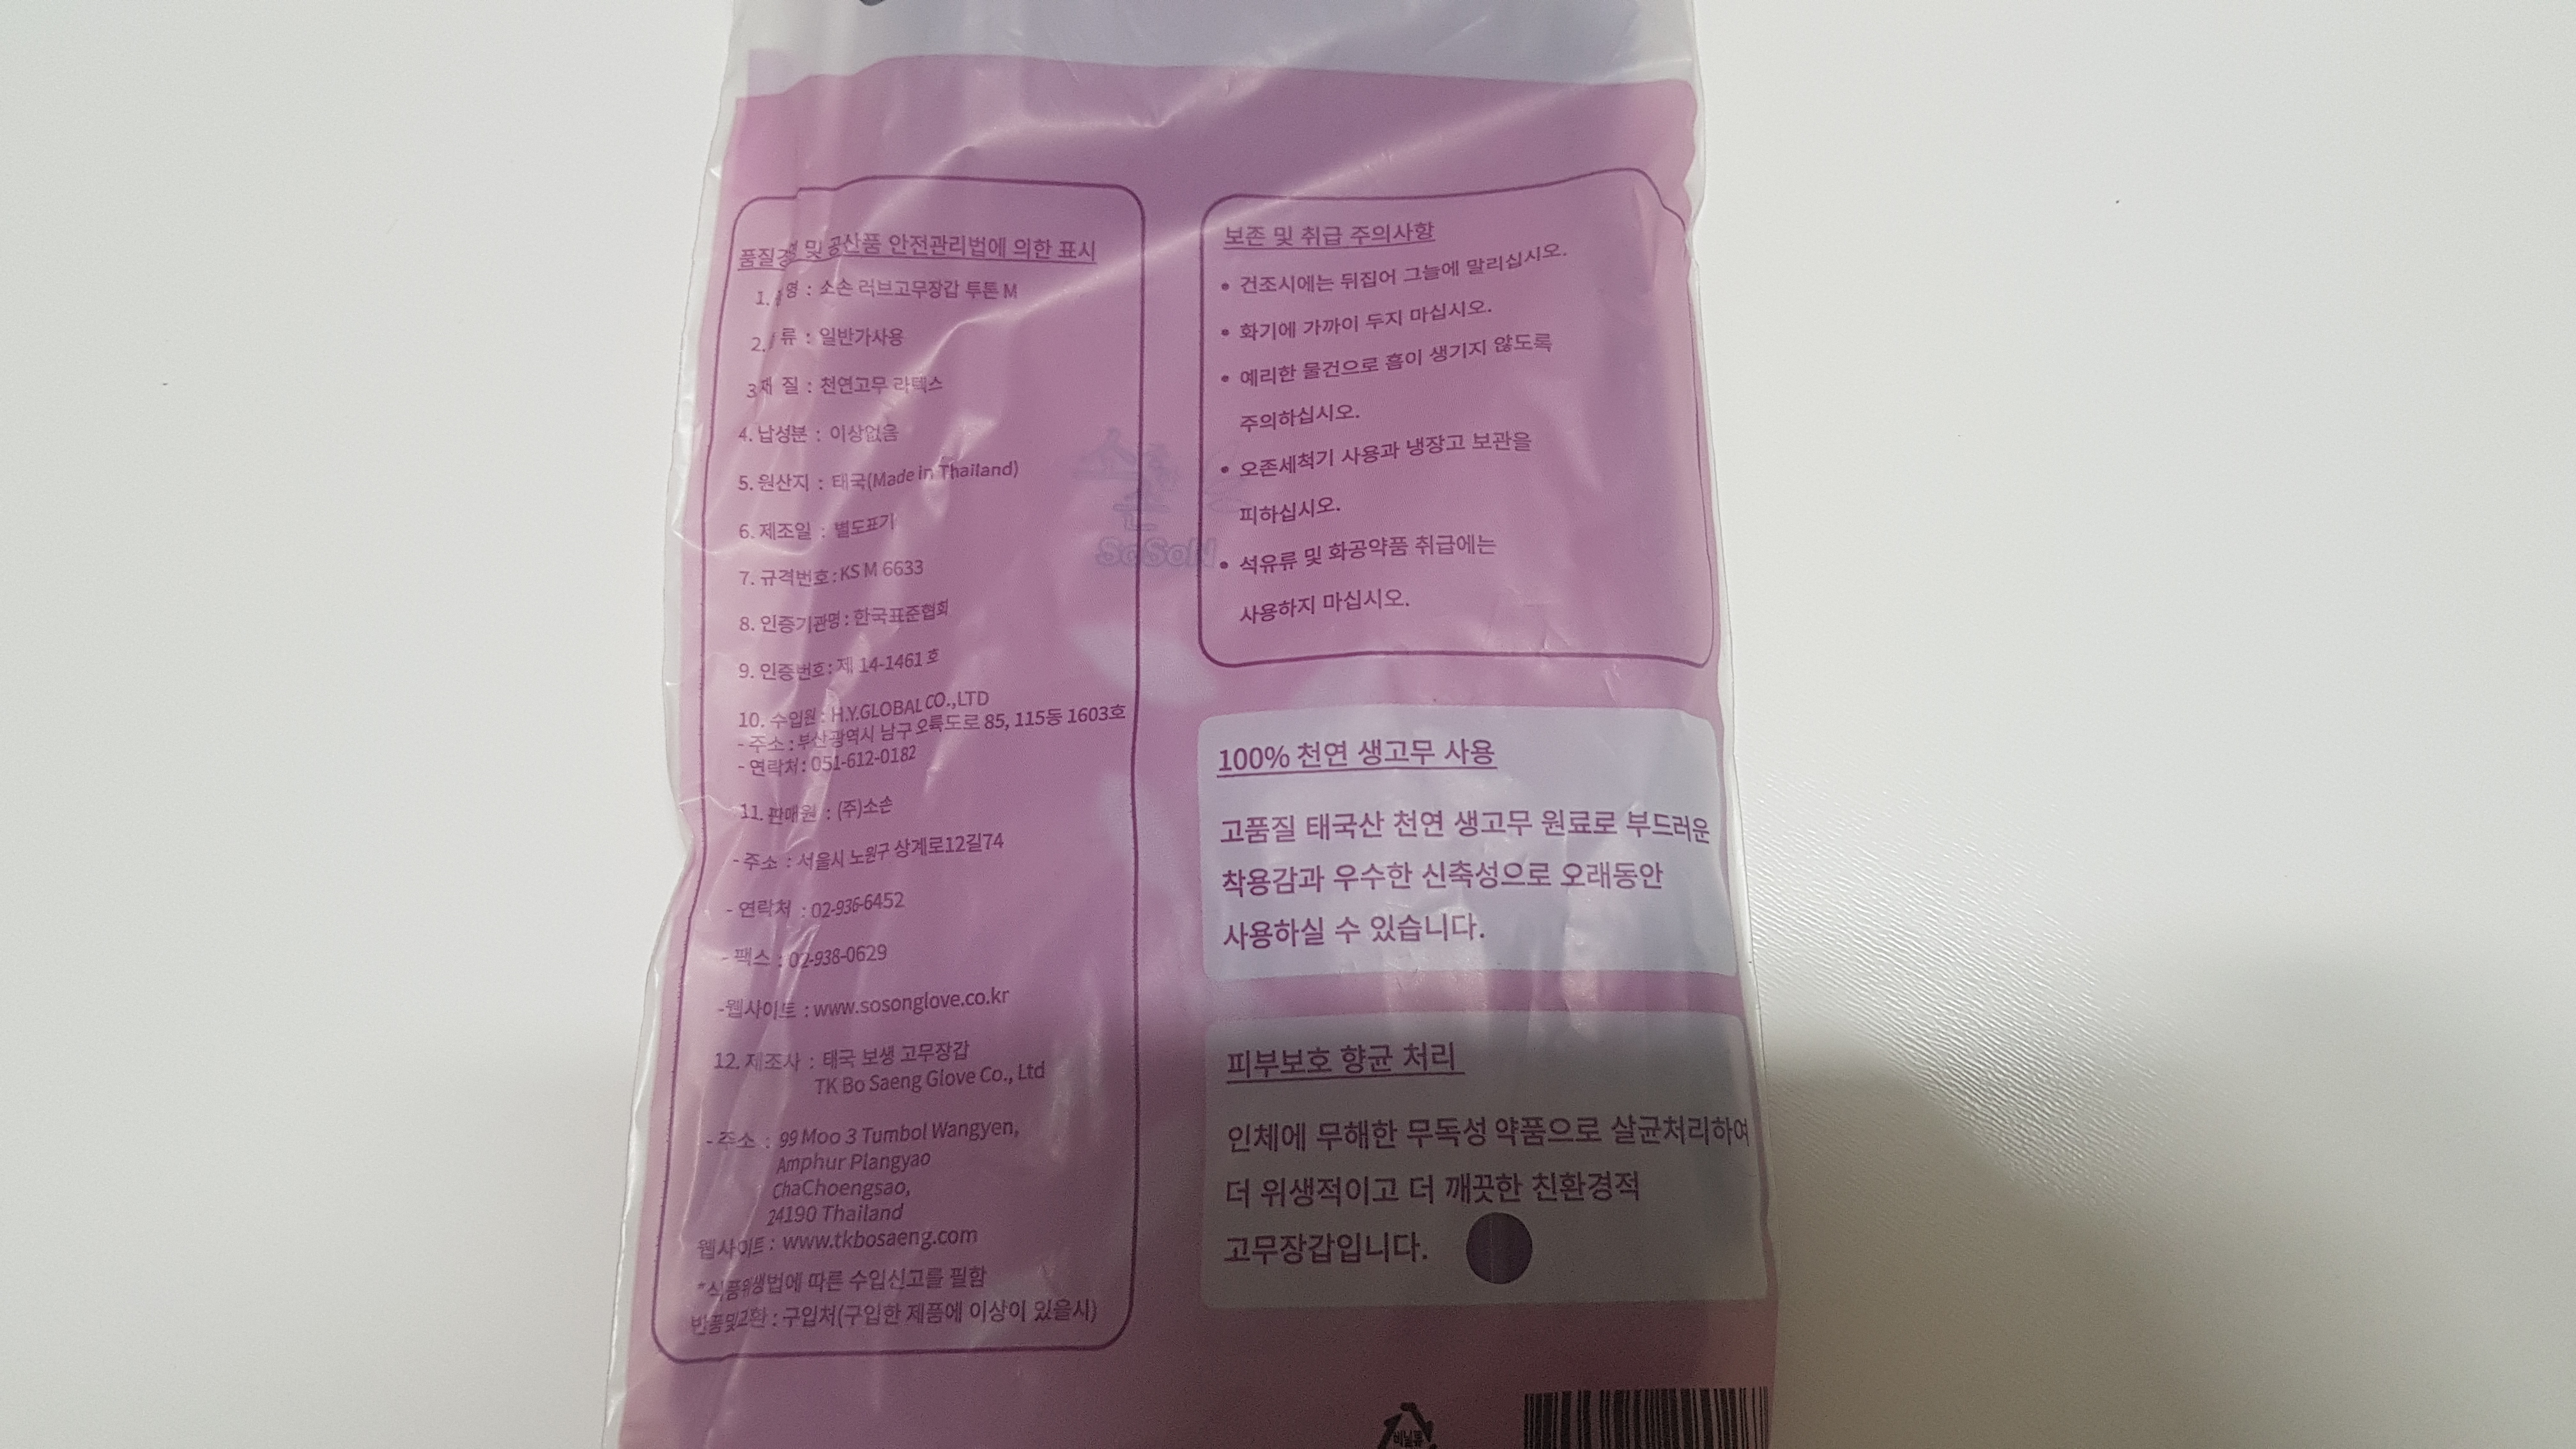 품질경영 및 공산품 안전관리법에 의한 표시
1. 품명 : 소손 러브고무장갑 투톤 M
2. 류 : 일반가사용
3 재 질 : 천연고무 라텍스
4. 납성분 : 이상없음
5. 원산지 : 태국(Made in Thailand)
6. 제조일 : 별도표기
7. 규격번호 : KS M 6633
8. 인증기관명 : 한국표준협회
9. 인증번호 : 제 14-1461 호
10. 수입원 : H.Y.GLOBAL CO.,LTD
- 주소 : 부산광역시 남구 오륙도로 85, 115동 1603호
- 연락처 : 051-612-0182
11. 판매원 : (주)소손
- 주소 : 서울시 노원구 상계로12길74
- 연락처 : 02-936-6452
- 팩스 : 02-938-0629
-웹사이트 : www.sosonglove.co.kr
12. 제조사 : 태국 보생 고무장갑
TK Bo Saeng Glove Co., Ltd
- 주소 : 99 Moo 3 Tumbol Wangyen,
Amphur Plangyao
ChaChoengsao,
24190 Thailand
웹사이트 : www.tkbosaeng.com
*식품위생법에 따른 수입신고를 필함
반품및교환 : 구입처(구입한 제품에 이상이 있을시)
소손
SoSoN
보존 및 취급 주의사항
• 건조시에는 뒤집어 그늘에 말리십시오.
• 화기에 가까이 두지 마십시오.
• 예리한 물건으로 흠이 생기지 않도록
주의하십시오.
• 오존세척기 사용과 냉장고 보관을
피하십시오.
• 석유류 및 화공약품 취급에는
사용하지 마십시오.
100% 천연 생고무 사용
고품질 태국산 천연 생고무 원료로 부드러운
착용감과 우수한 신축성으로 오래동안
사용하실 수 있습니다.
피부보호 향균 처리
인체에 무해한 무독성 약품으로 살균처리하여
더 위생적이고 더 깨끗한 친환경적
고무장갑입니다.
비닐류